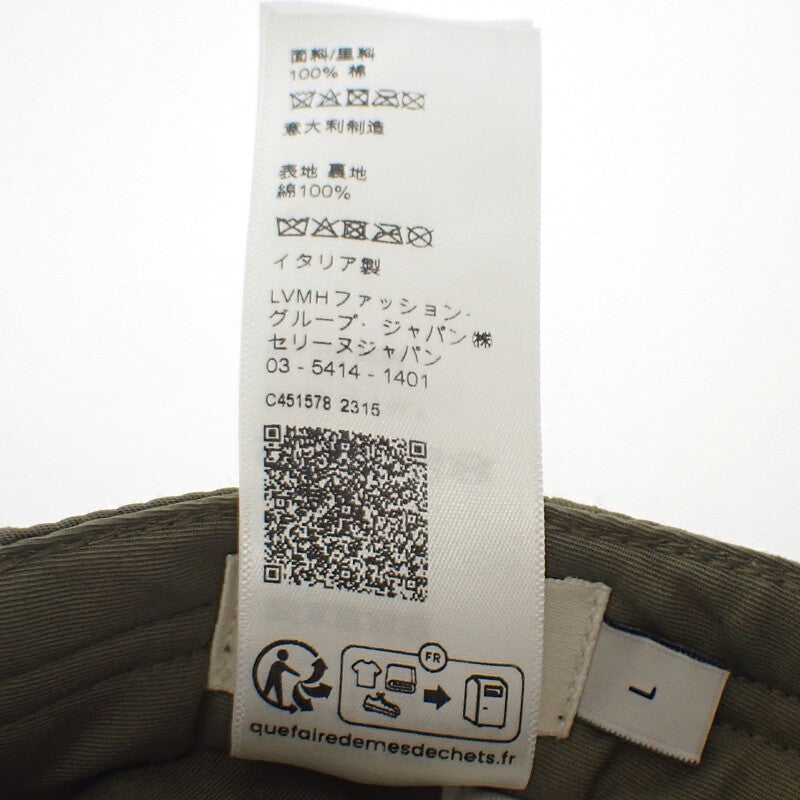 面料/里料
100% 棉
意大利制造
表地 裏地
綿100%
イタリア製
LVMHファッション・
グループ・ジャパン㈱
セリーヌジャパン
03 - 5414 - 1401
C451578 2315
FR
quefairedemesdechets.fr
L